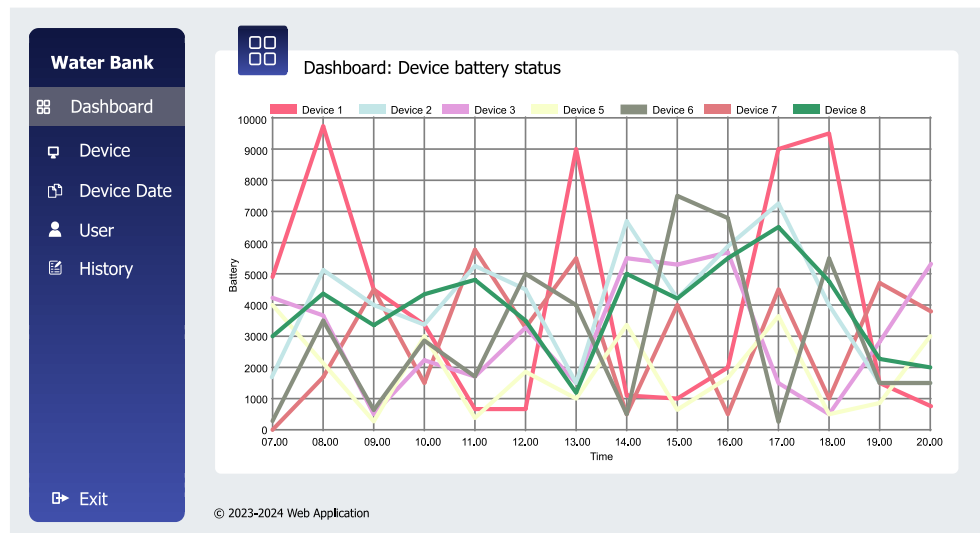 Water Bank
Dashboard
Device
Device Date
User
History
Exit
Dashboard: Device battery status
Device 1 Device 2 Device 3 Device 5 Device 6 Device 7 Device 8
10000
9000
8000
7000
6000
5000
4000
3000
2000
1000
0
Battery
07.00 08.00 09.00 10.00 11.00 12.00 13.00 14.00 15.00 16.00 17.00 18.00 19.00 20.00
Time
© 2023-2024 Web Application